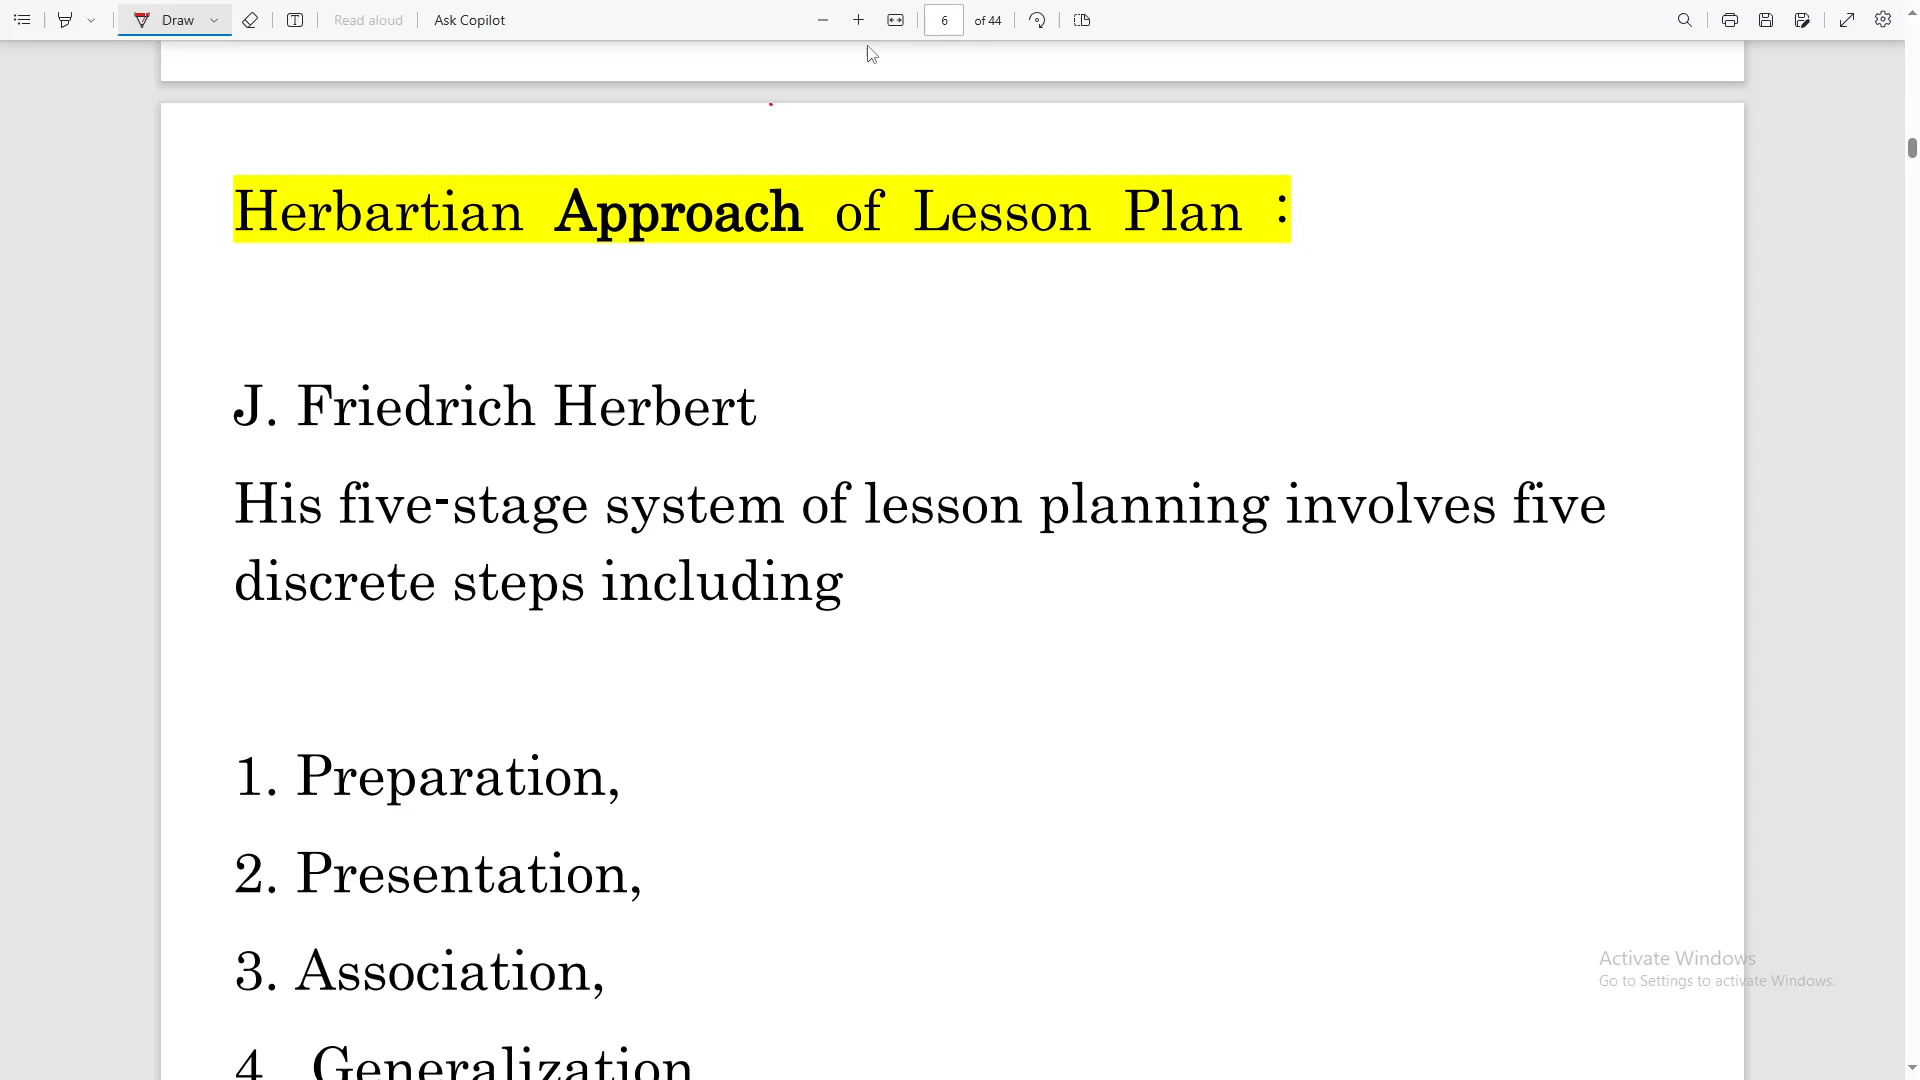 Draw
Read aloud
Ask Copilot
6 of 44
Herbartian Approach of Lesson Plan :
J. Friedrich Herbert
His five-stage system of lesson planning involves five
discrete steps including
1. Preparation,
2. Presentation,
3. Association,
4. Generalization
Activate Windows
Go to Settings to activate Windows.